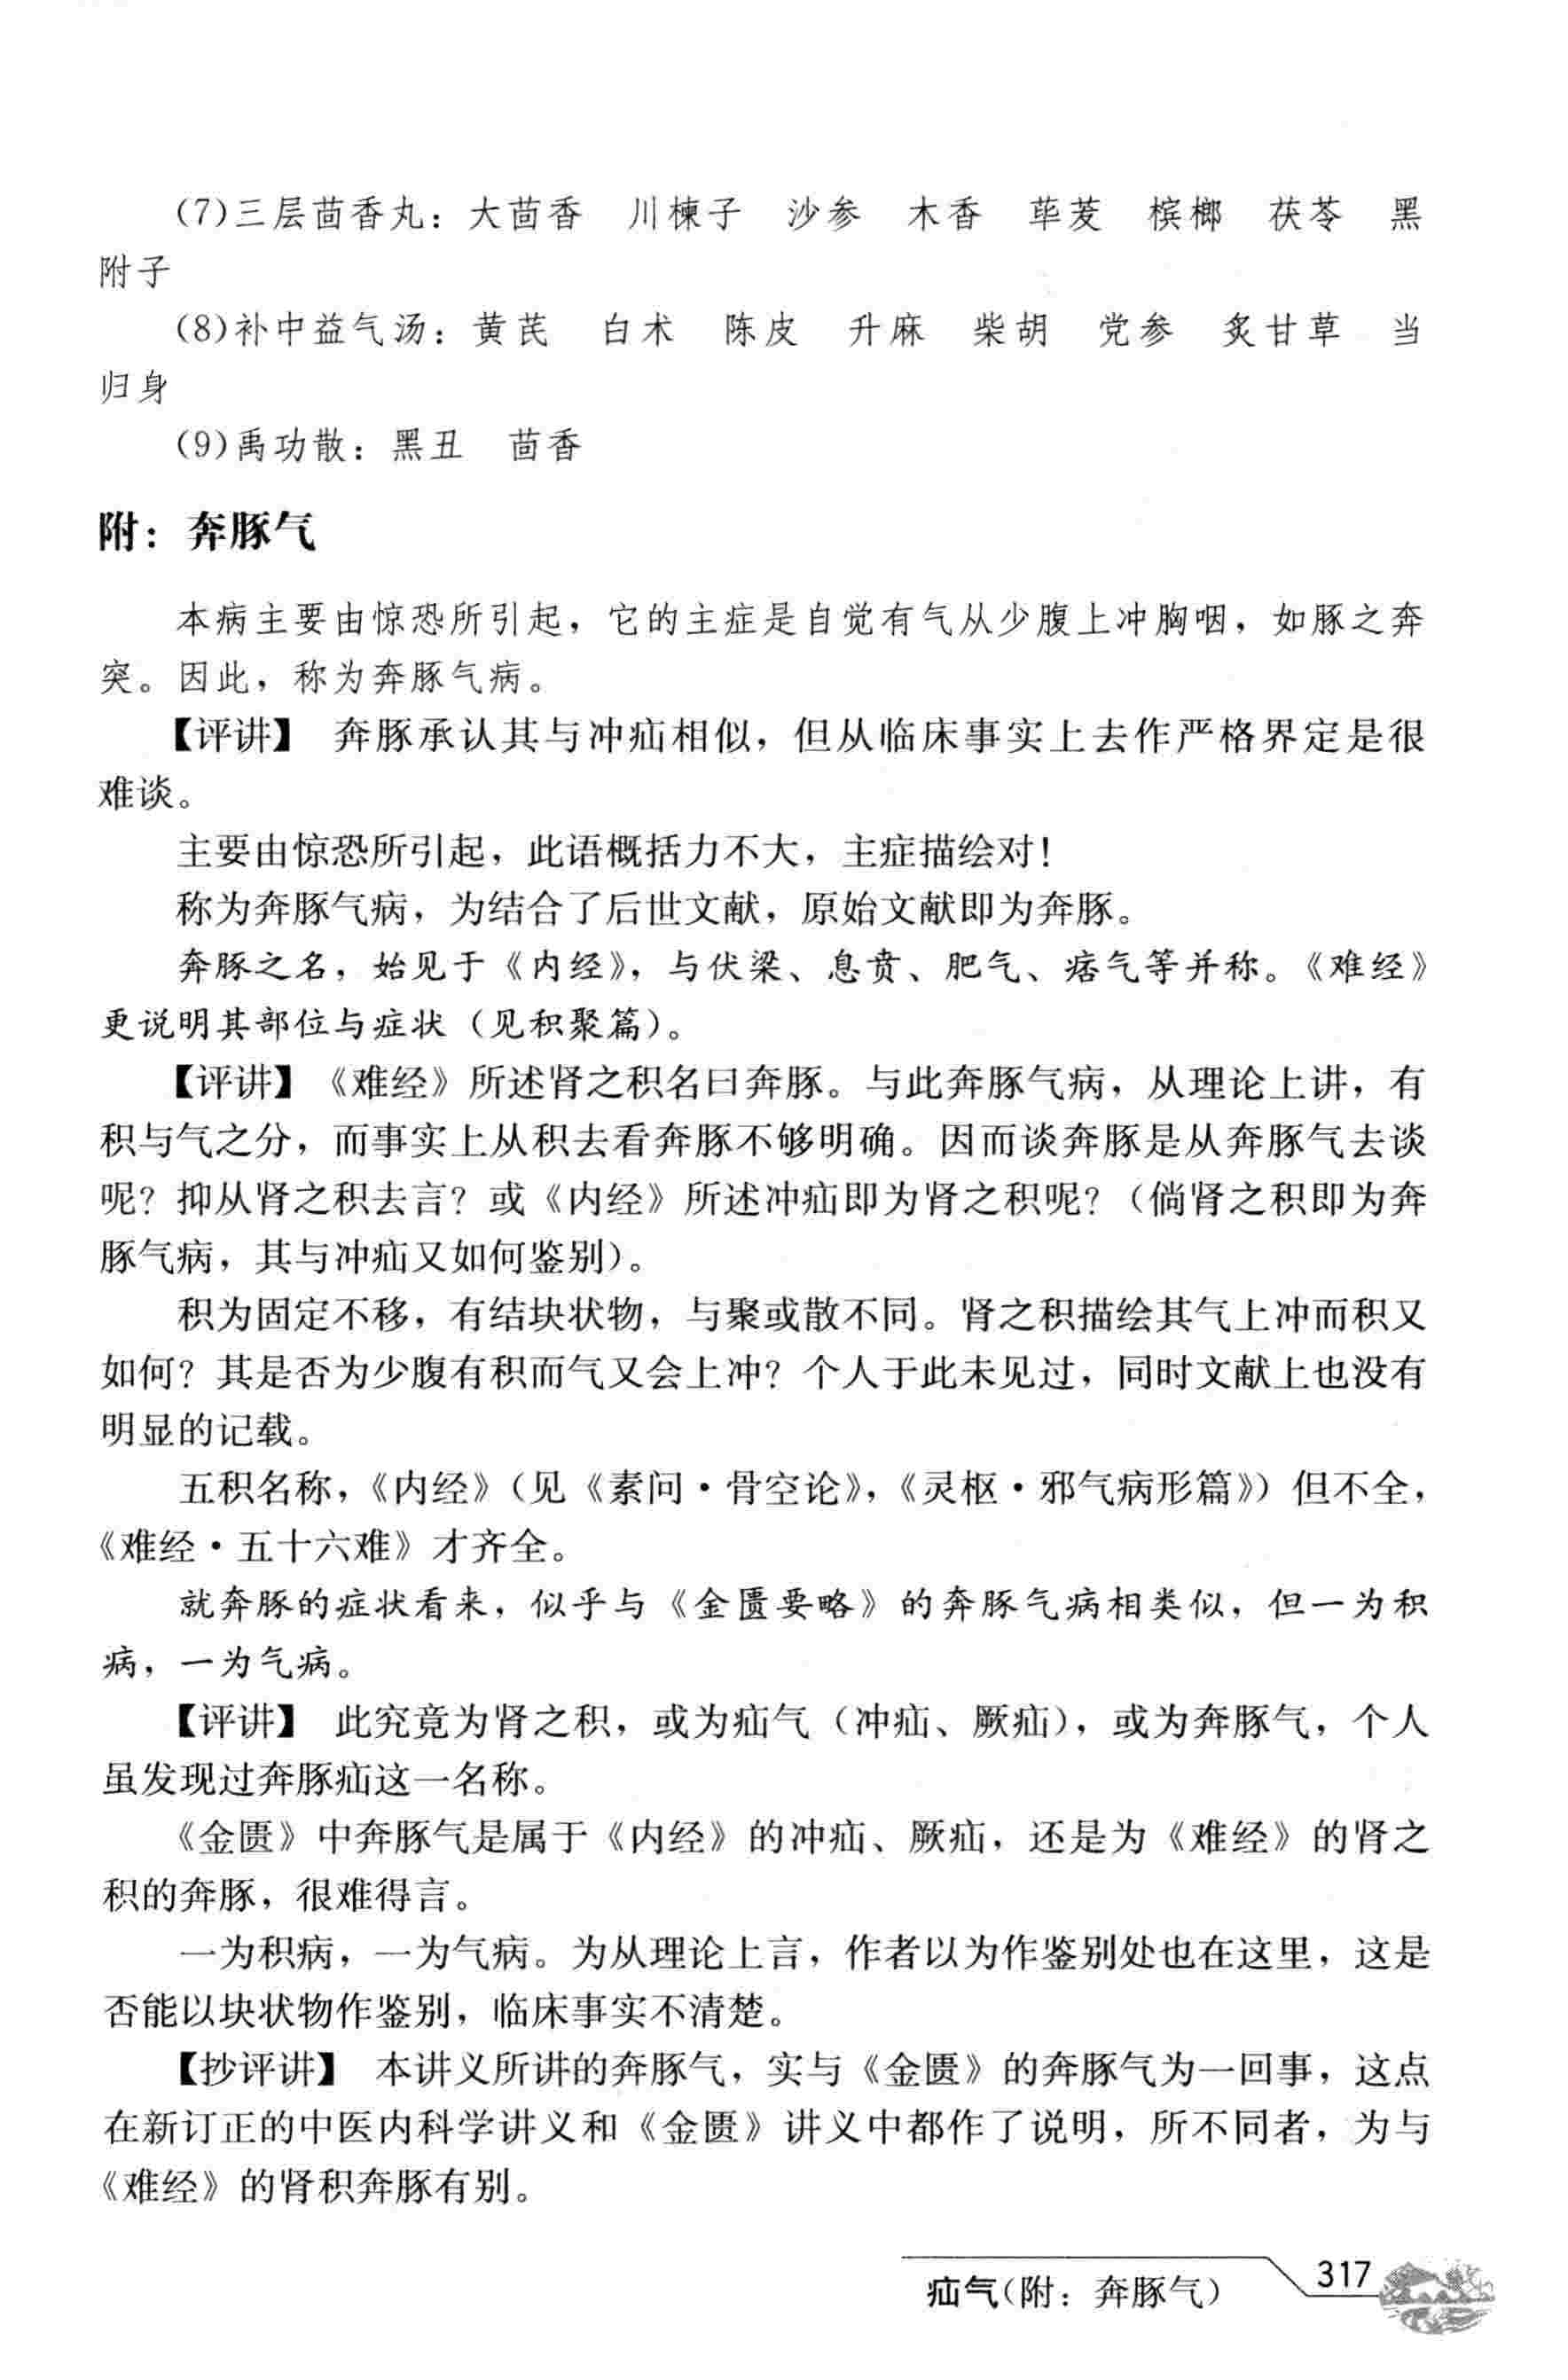 (7)三层茴香丸：大茴香　川楝子　沙参　木香　荜茇　槟榔　茯苓　黑
附子
(8)补中益气汤：黄芪　白术　陈皮　升麻　柴胡　党参　炙甘草　当
归身
(9)禹功散：黑丑　茴香
附：奔豚气
本病主要由惊恐所引起，它的主症是自觉有气从少腹上冲胸咽，如豚之奔
突。因此，称为奔豚气病。
【评讲】　奔豚承认其与冲疝相似，但从临床事实上去作严格界定是很
难谈。
主要由惊恐所引起，此语概括力不大，主症描绘对！
称为奔豚气病，为结合了后世文献，原始文献即为奔豚。
奔豚之名，始见于《内经》，与伏梁、息贲、肥气、痞气等并称。《难经》
更说明其部位与症状（见积聚篇）。
【评讲】《难经》所述肾之积名曰奔豚。与此奔豚气病，从理论上讲，有
积与气之分，而事实上从积去看奔豚不够明确。因而谈奔豚是从奔豚气去谈
呢？抑从肾之积去言？或《内经》所述冲疝即为肾之积呢？（倘肾之积即为奔
豚气病，其与冲疝又如何鉴别）。
积为固定不移，有结块状物，与聚或散不同。肾之积描绘其气上冲而积又
如何？其是否为少腹有积而气又会上冲？个人于此未见过，同时文献上也没有
明显的记载。
五积名称，《内经》（见《素问·骨空论》，《灵枢·邪气病形篇》）但不全，
《难经·五十六难》才齐全。
就奔豚的症状看来，似乎与《金匮要略》的奔豚气病相类似，但一为积
病，一为气病。
【评讲】　此究竟为肾之积，或为疝气（冲疝、厥疝），或为奔豚气，个人
虽发现过奔豚疝这一名称。
《金匮》中奔豚气是属于《内经》的冲疝、厥疝，还是为《难经》的肾之
积的奔豚，很难得言。
一为积病，一为气病。为从理论上言，作者以为作鉴别处也在这里，这是
否能以块状物作鉴别，临床事实不清楚。
【抄评讲】　本讲义所讲的奔豚气，实与《金匮》的奔豚气为一回事，这点
在新订正的中医内科学讲义和《金匮》讲义中都作了说明，所不同者，为与
《难经》的肾积奔豚有别。
疝气（附：奔豚气）　317